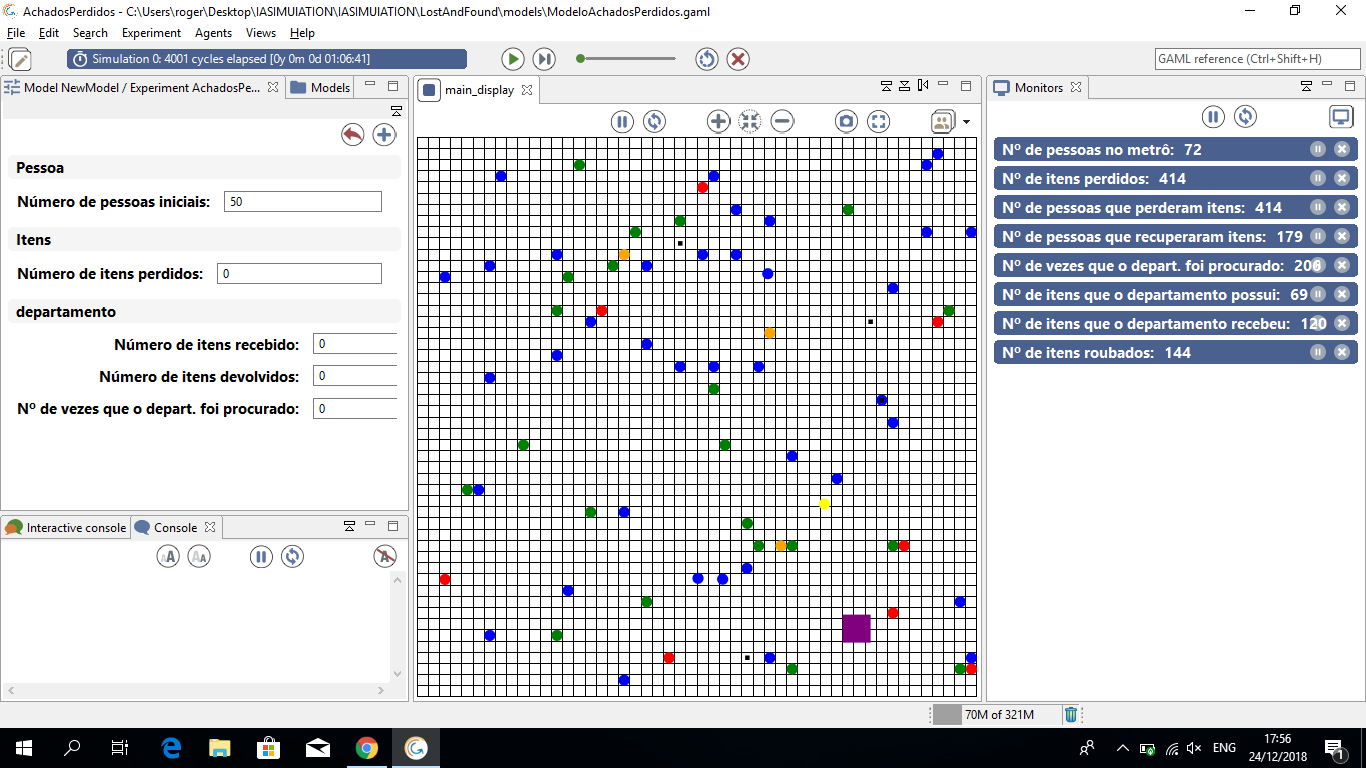 AchadosPerdidos - C:\Users\roger\Desktop\IASIMUlATION\IASIMUlATION\LostAndFound\models\ModeloAchadosPerdidos.gaml
File Edit Search Experiment Agents Views Help
Simulation 0: 4001 cycles elapsed [0y 0m 0d 01:06:41]
GAML reference (Ctrl+Shift+H)
Model NewModel / Experiment AchadosPe...
Models
main_display
Monitors
Pessoa
Número de pessoas iniciais: 50
Itens
Número de itens perdidos: 0
departamento
Número de itens recebido: 0
Número de itens devolvidos: 0
Nº de vezes que o depart. foi procurado: 0
Interactive console
Console
Nº de pessoas no metrô: 72
Nº de itens perdidos: 414
Nº de pessoas que perderam itens: 414
Nº de pessoas que recuperaram itens: 179
Nº de vezes que o depart. foi procurado:
Nº de itens que o departamento possui: 69
Nº de itens que o departamento recebeu: 120
Nº de itens roubados: 144
70M of 321M
ENG
17:56
24/12/2018
1